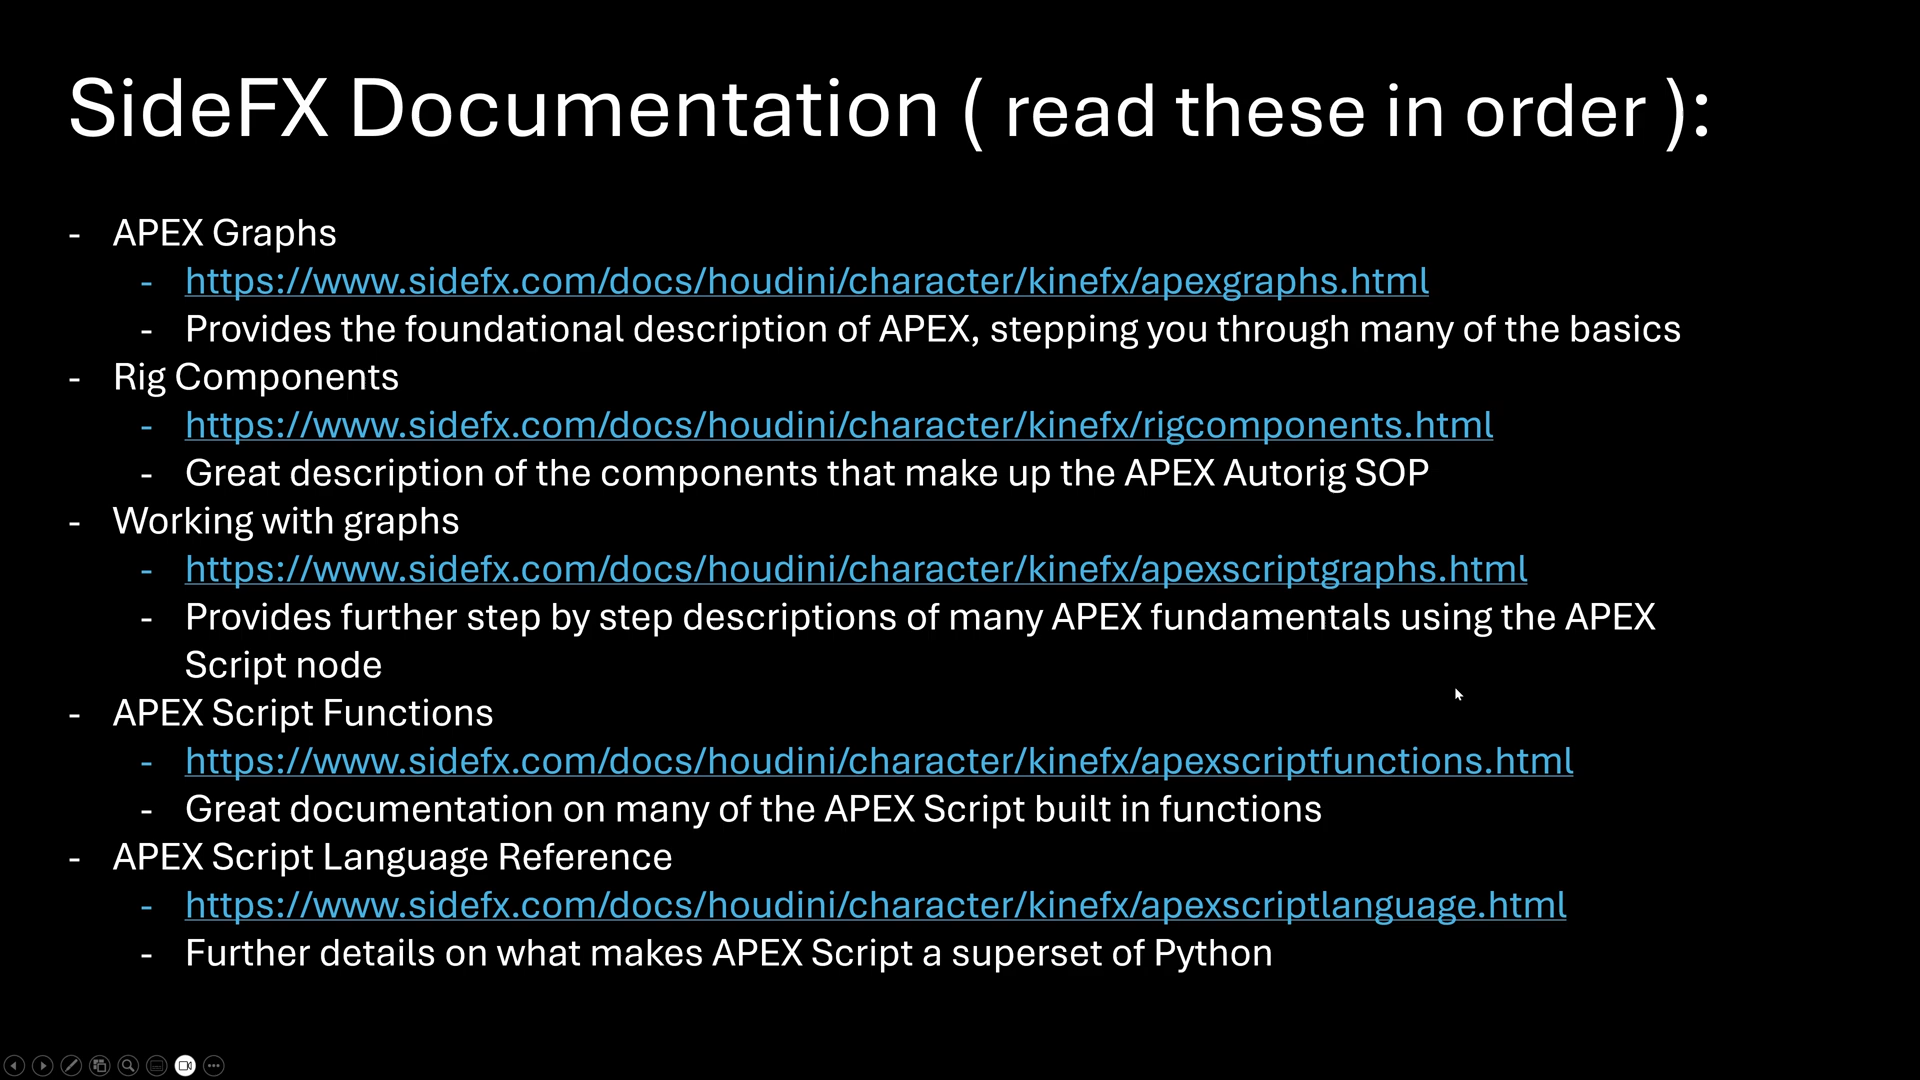 SideFX Documentation ( read these in order ):
- APEX Graphs
- https://www.sidefx.com/docs/houdini/character/kinefx/apexgraphs.html
- Provides the foundational description of APEX, stepping you through many of the basics
- Rig Components
- https://www.sidefx.com/docs/houdini/character/kinefx/rigcomponents.html
- Great description of the components that make up the APEX Autorig SOP
- Working with graphs
- https://www.sidefx.com/docs/houdini/character/kinefx/apexscriptgraphs.html
- Provides further step by step descriptions of many APEX fundamentals using the APEX
Script node
- APEX Script Functions
- https://www.sidefx.com/docs/houdini/character/kinefx/apexscriptfunctions.html
- Great documentation on many of the APEX Script built in functions
- APEX Script Language Reference
- https://www.sidefx.com/docs/houdini/character/kinefx/apexscriptlanguage.html
- Further details on what makes APEX Script a superset of Python